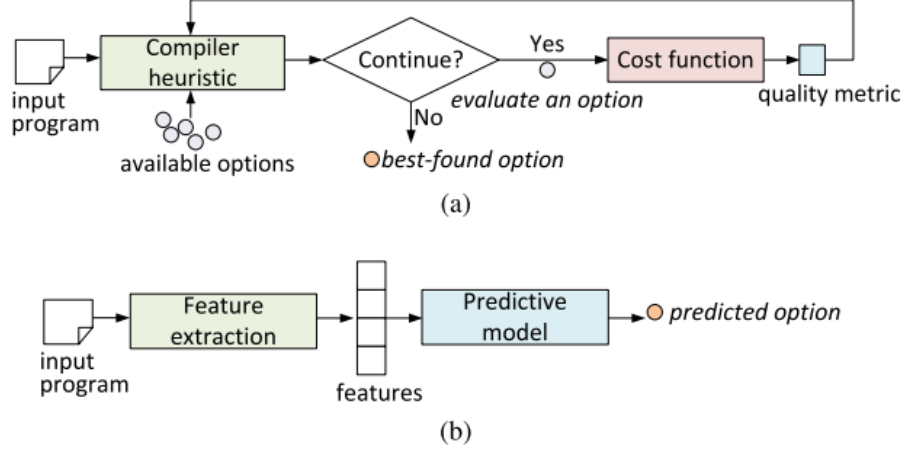 Compiler
heuristic
Continue?
Yes
Cost function
input
program
evaluate an option
quality metric
No
available options
best-found option
(a)
Feature
extraction
Predictive
model
predicted option
input
program
features
(b)